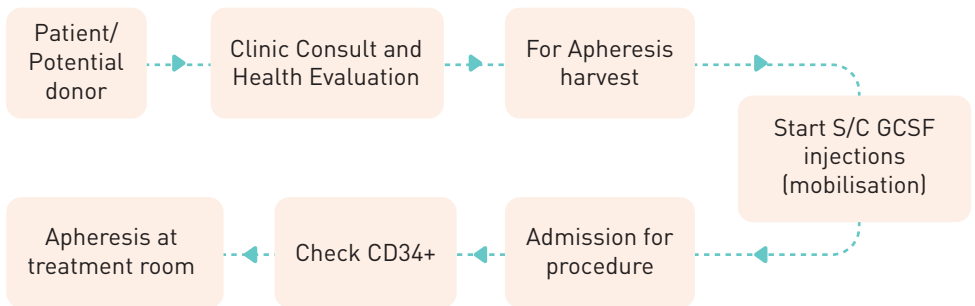 Patient/
Potential
donor
Clinic Consult and
Health Evaluation
For Apheresis
harvest
Start S/C GCSF
injections
(mobilisation)
Admission for
procedure
Check CD34+
Apheresis at
treatment room